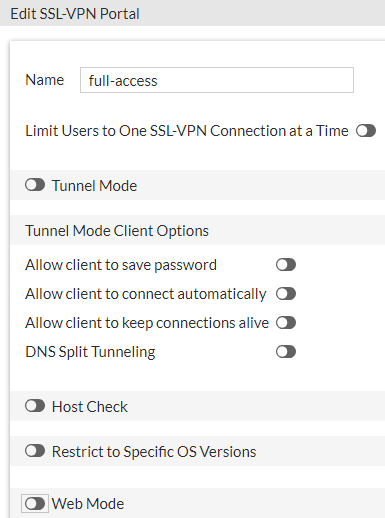 Edit SSL-VPN Portal
Name full-access
Limit Users to One SSL-VPN Connection at a Time
Tunnel Mode
Tunnel Mode Client Options
Allow client to save password
Allow client to connect automatically
Allow client to keep connections alive
DNS Split Tunneling
Host Check
Restrict to Specific OS Versions
Web Mode